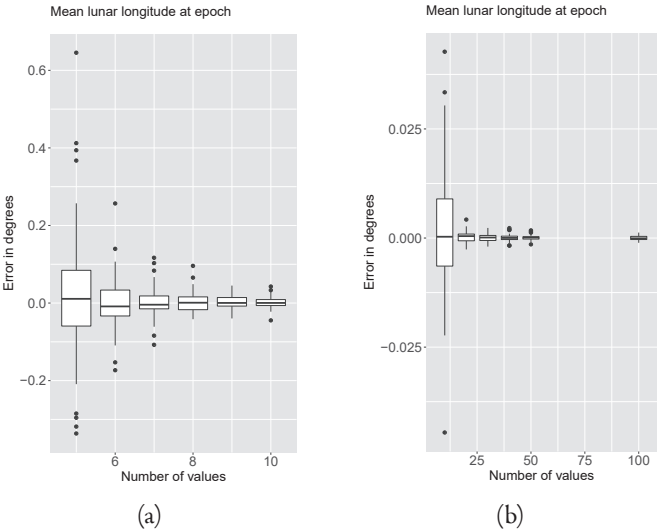 Mean lunar longitude at epoch
Error in degrees
0.6
0.4
0.2
0.0
−0.2
6 8 10
Number of values
(a)
Mean lunar longitude at epoch
Error in degrees
0.025
0.000
−0.025
25 50 75 100
Number of values
(b)